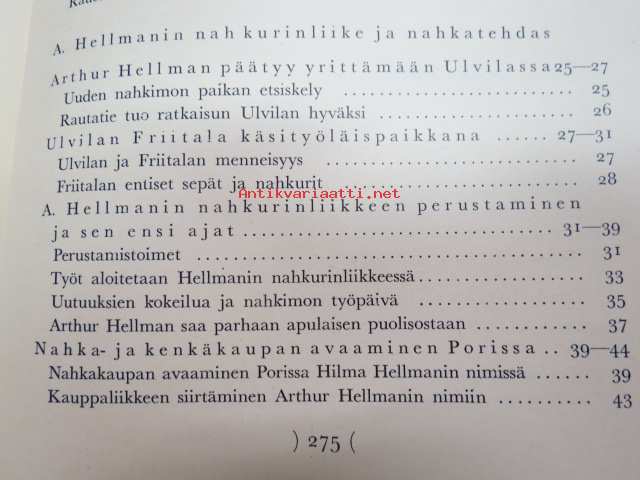 A. Hellmanin nahkurinliike ja nahkatehdas
Arthur Hellman päätyy yrittämään Ulvilassa 25—27
Uuden nahkimon paikan etsiskely .................. 25
Rautatie tuo ratkaisun Ulvilan hyväksi .................. 26
Ulvilan Friitala käsityöläispaikkana ...... 27—31
Ulvilan ja Friitalan menneisyys .................. 27
Friitalan entiset sepät ja nahkurit .................. 28
Antikvariaatti.net
A. Hellmanin nahkurinliikkeen perustaminen
ja sen ensi ajat .................. 31—39
Perustamistoimet .................. 31
Työt aloitetaan Hellmanin nahkurinliikkeessä .................. 33
Uutuuksien kokeilua ja nahkimon työpäivä .................. 35
Arthur Hellman saa parhaan apulaisen puolisostaan ............ 37
Nahka- ja kenkäkaupan avaaminen Porissa .. 39—44
Nahkakaupan avaaminen Porissa Hilma Hellmanin nimissä ...... 39
Kauppaliikkeen siirtäminen Arthur Hellmanin nimiin .......... 43
) 275 (